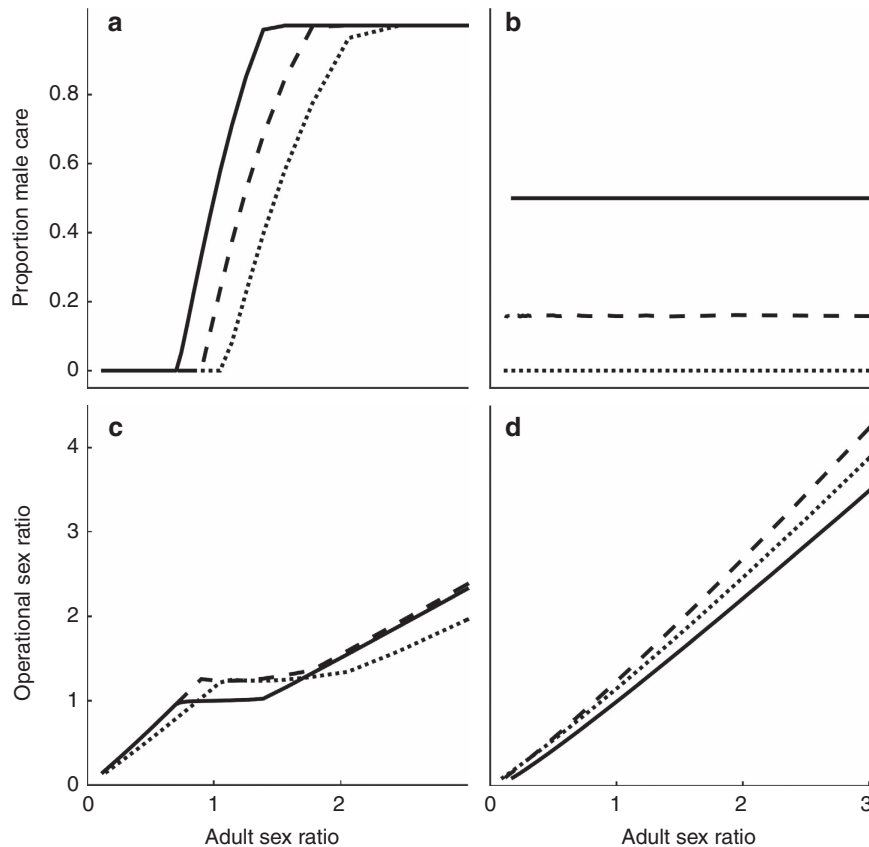 a
b
Proportion male care
0.8
0.6
0.4
0.2
0
c
d
Operational sex ratio
4
3
2
1
0
0 1 2
0 1 2 3
Adult sex ratio
Adult sex ratio